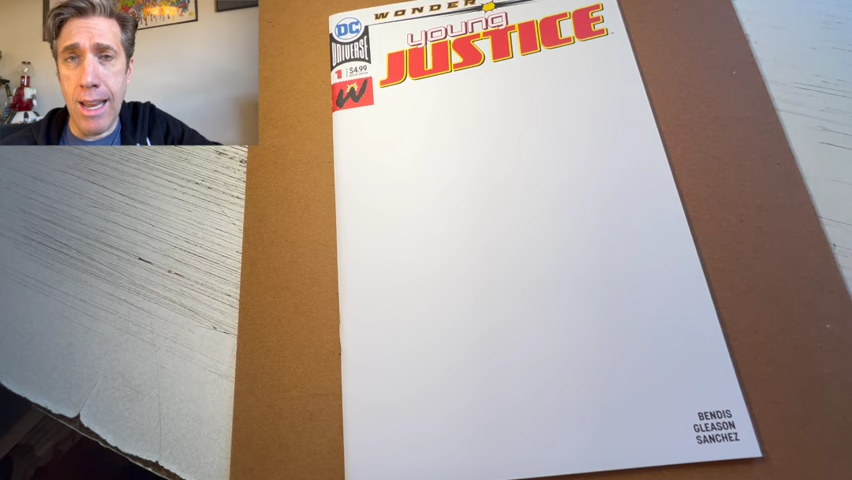 WONDER
young
JUSTICE
DC
UNIVERSE
1 $4.99
W
BENDIS
GLEASON
SANCHEZ